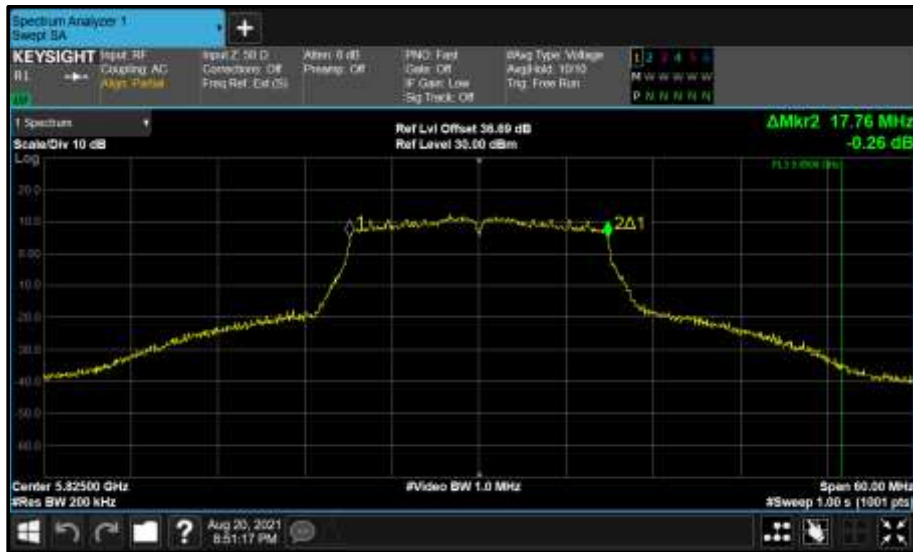 Spectrum Analyzer 1
Swept SA
+
KEYSIGHT
RL
Input: RF
Coupling: AC
Align: Partial
Input Z: 50 Ω
Corrections: Off
Freq Ref: Ext (S)
Atten: 6 dB
Preamp: Off
PNO: Fast
Gate: Off
IF Gain: Low
Sig Track: Off
#Avg Type: Voltage
Avg|Hold: 10/10
Trig: Free Run
1 2 3 4 5 6
M W W W W W
P N N N N N
1 Spectrum
Scale/Div 10 dB
Ref Lvl Offset 36.69 dB
Ref Level 30.00 dBm
ΔMkr2 17.76 MHz
-0.26 dB
Log
20.0
10.0
0.00
-10.0
-20.0
-30.0
-40.0
-50.0
-60.0
1
2Δ1
Center 5.82500 GHz
#Res BW 200 kHz
#Video BW 1.0 MHz
Span 60.00 MHz
#Sweep 1.00 s (1001 pts)
?
Aug 20, 2021
8:51:17 PM